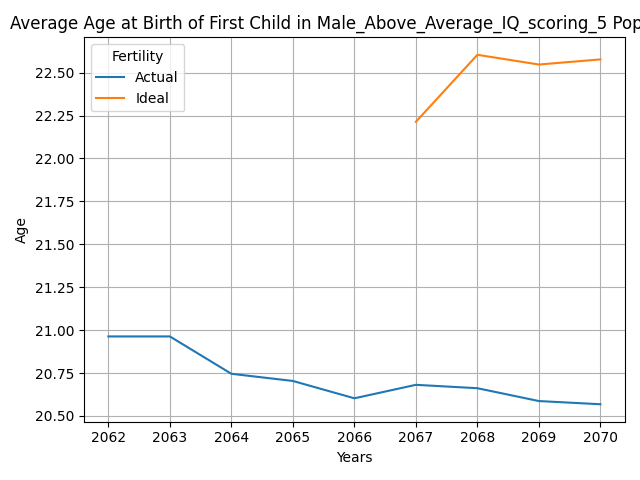 Average Age at Birth of First Child in Male_Above_Average_IQ_scoring_5 Pop
Fertility
Actual
Ideal
22.50
22.25
22.00
21.75
21.50
21.25
21.00
20.75
20.50
Age
2062 2063 2064 2065 2066 2067 2068 2069 2070
Years